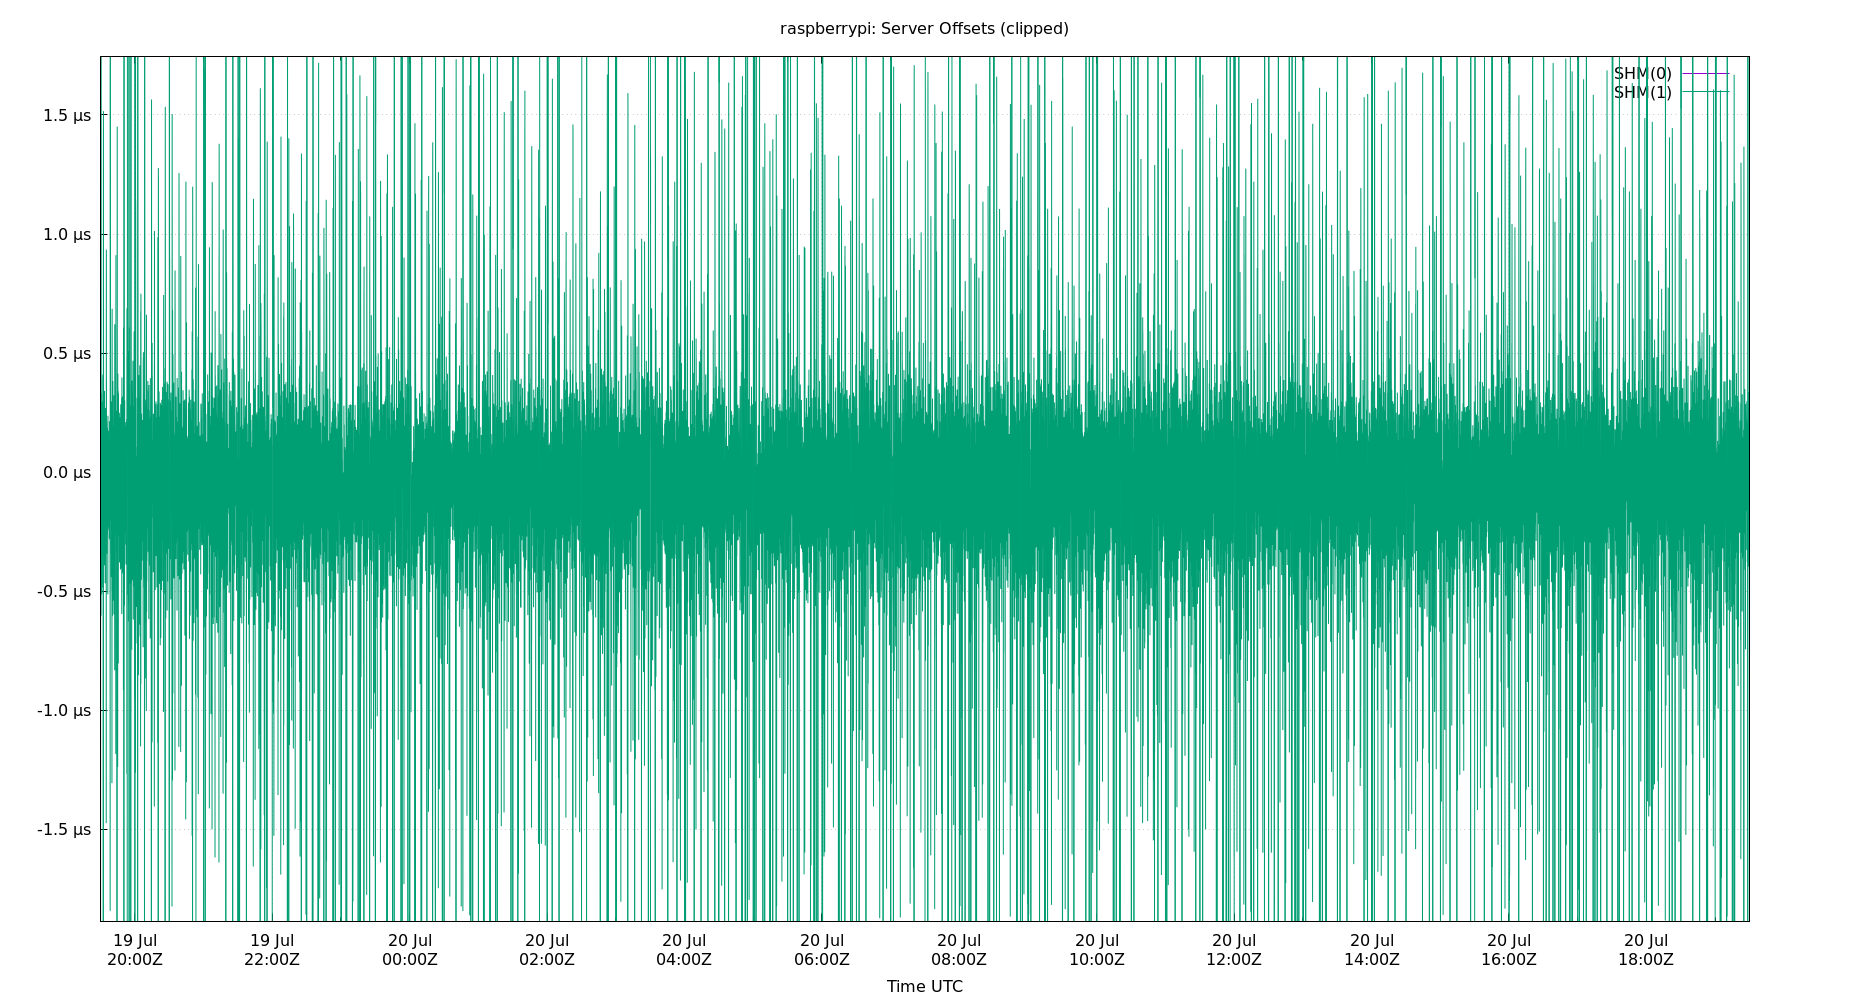 raspberrypi: Server Offsets (clipped)
SHM(0)
SHM(1)
1.5 µs
1.0 µs
0.5 µs
0.0 µs
-0.5 µs
-1.0 µs
-1.5 µs
19 Jul 19 Jul 20 Jul 20 Jul 20 Jul 20 Jul 20 Jul 20 Jul 20 Jul 20 Jul 20 Jul 20 Jul
20:00Z 22:00Z 00:00Z 02:00Z 04:00Z 06:00Z 08:00Z 10:00Z 12:00Z 14:00Z 16:00Z 18:00Z
Time UTC